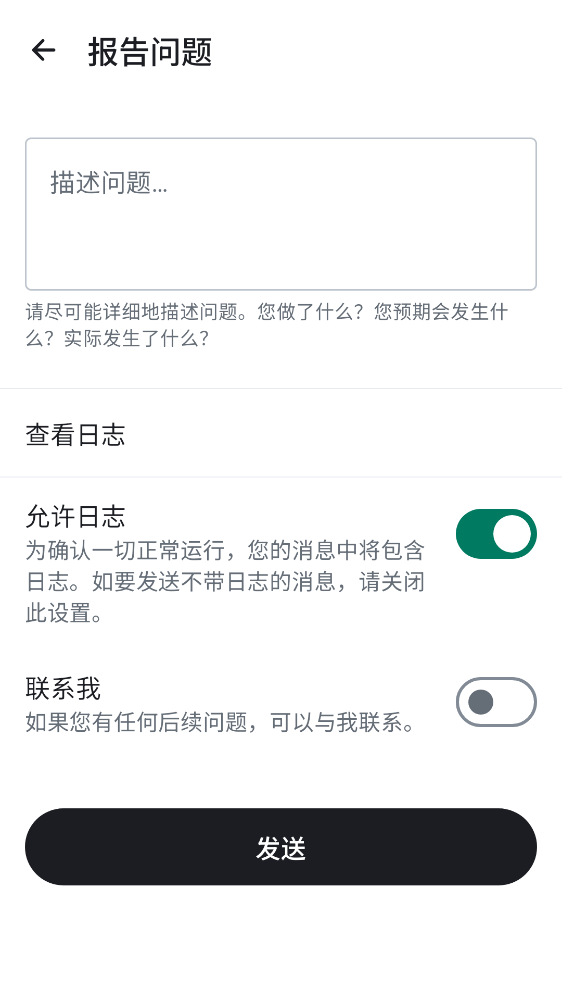 报告问题
描述问题...
请尽可能详细地描述问题。您做了什么？您预期会发生什
么？实际发生了什么？
查看日志
允许日志
为确认一切正常运行，您的消息中将包含
日志。如要发送不带日志的消息，请关闭
此设置。
联系我
如果您有任何后续问题，可以与我联系。
发送